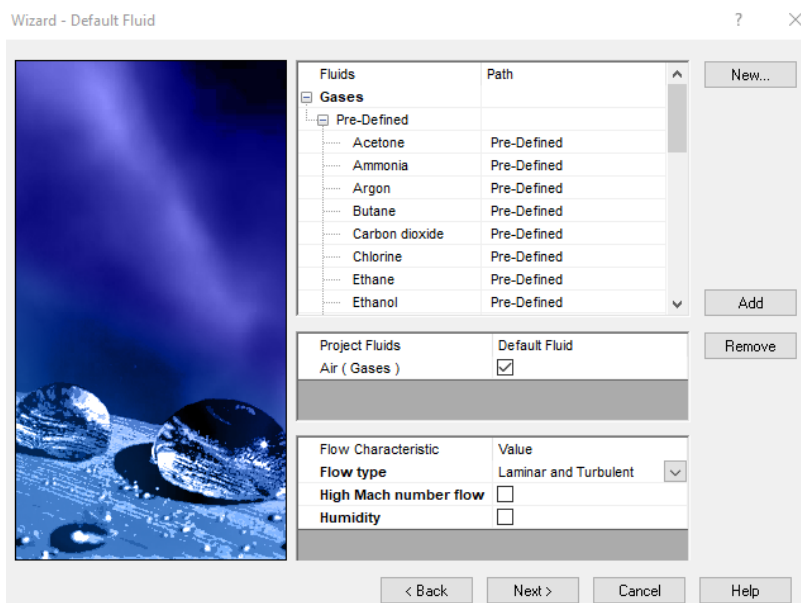 Wizard - Default Fluid
?
Fluids Path
New...
Gases
Pre-Defined
Acetone Pre-Defined
Ammonia Pre-Defined
Argon Pre-Defined
Butane Pre-Defined
Carbon dioxide Pre-Defined
Chlorine Pre-Defined
Ethane Pre-Defined
Ethanol Pre-Defined
Add
Project Fluids Default Fluid
Remove
Air ( Gases )
Flow Characteristic Value
Flow type Laminar and Turbulent
High Mach number flow
Humidity
< Back Next > Cancel Help